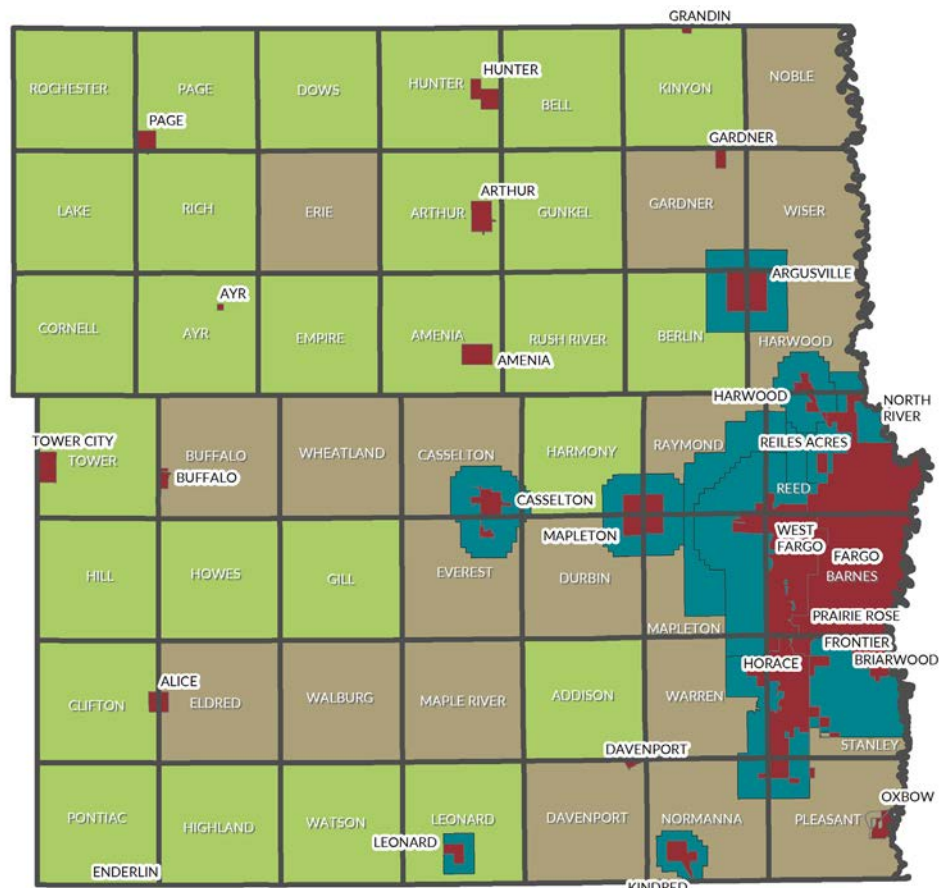 GRANDIN
ROCHESTER
PAGE
DOWS
HUNTER
HUNTER
BELL
KINYON
NOBLE
PAGE
GARDNER
LAKE
RICH
ERIE
ARTHUR
ARTHUR
GUNKEL
GARDNER
WISER
ARGUSVILLE
AYR
CORNELL
AYR
EMPIRE
AMENIA
AMENIA
RUSH RIVER
BERLIN
HARWOOD
HARWOOD
NORTH
RIVER
TOWER CITY
TOWER
BUFFALO
BUFFALO
WHEATLAND
CASSELTON
HARMONY
RAYMOND
REILES ACRES
REED
CASSELTON
MAPLETON
WEST
FARGO
FARGO
BARNES
HILL
HOWES
GILL
EVEREST
DURBIN
MAPLETON
PRAIRIE ROSE
FRONTIER
BRIARWOOD
HORACE
ALICE
CLIFTON
ELDRED
WALBURG
MAPLE RIVER
ADDISON
WARREN
STANLEY
DAVENPORT
OXBOW
PONTIAC
HIGHLAND
WATSON
LEONARD
LEONARD
DAVENPORT
NORMANNA
PLEASANT
ENDERLIN
KINDRED